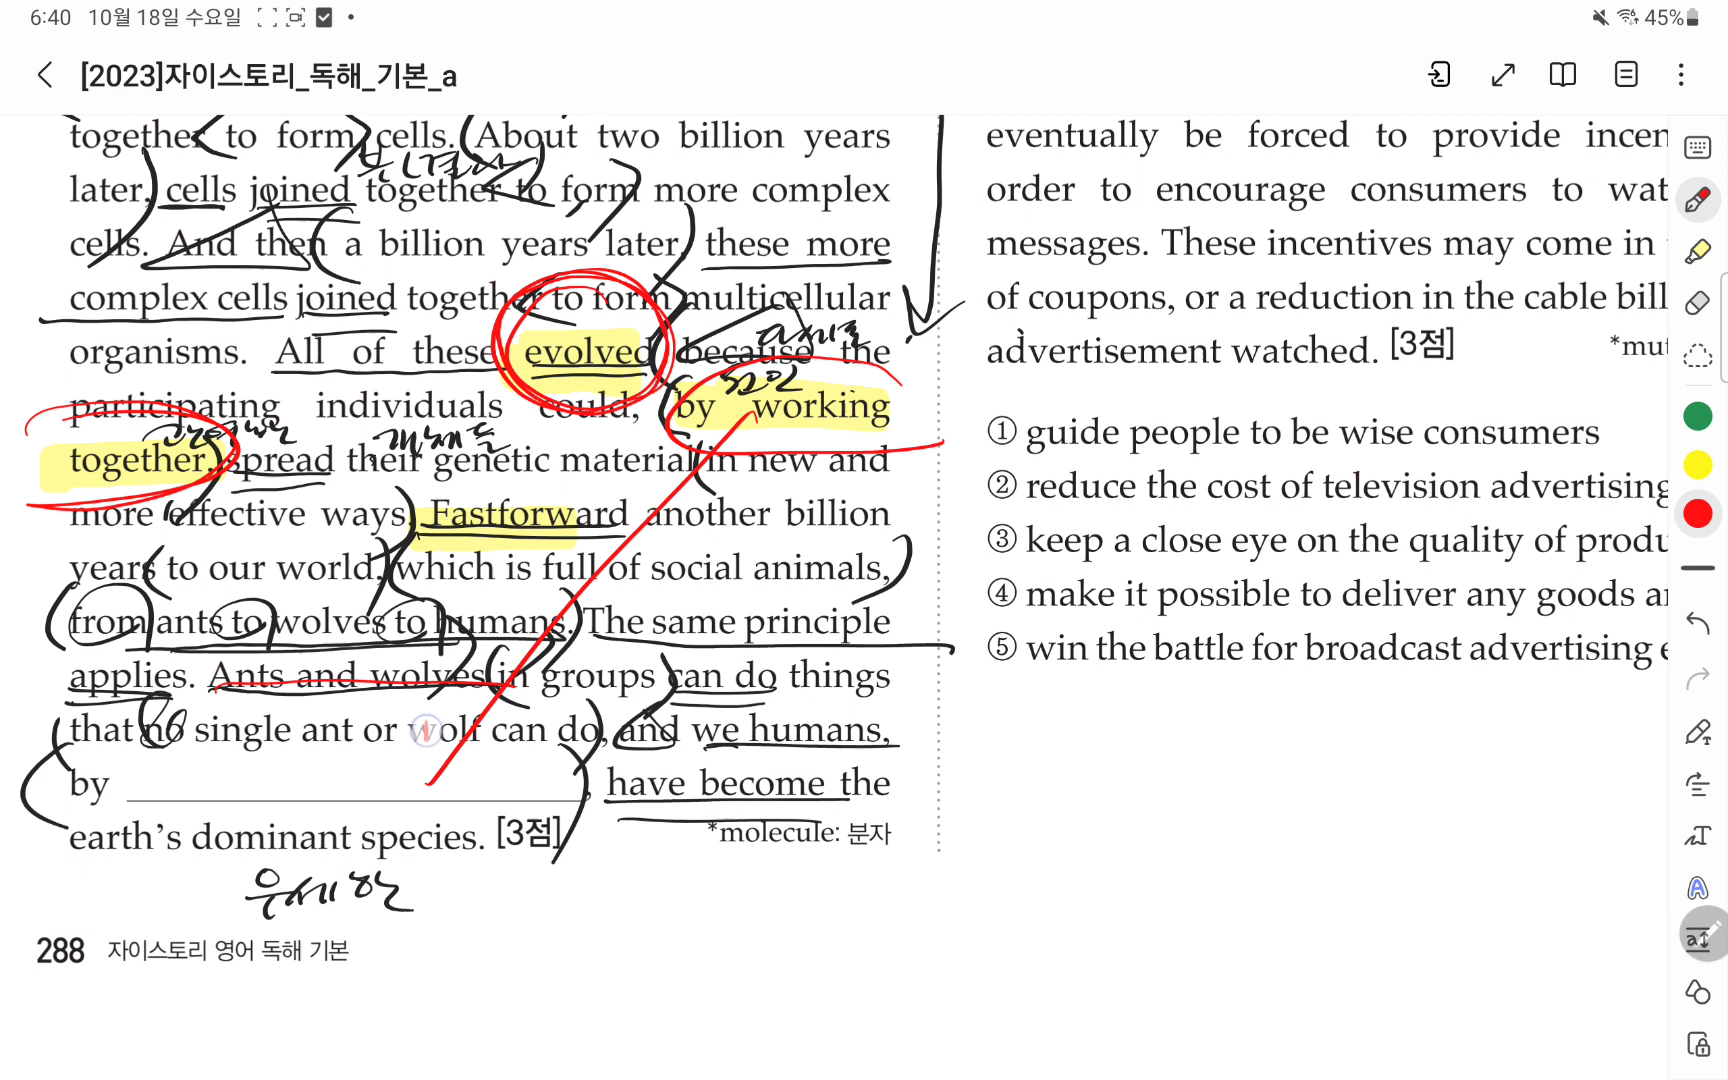 6:40 10월 18일 수요일
45%
[2023]자이스토리_독해_기본_a
together to form cells. About two billion years
later, cells joined together to form more complex
cells. And then a billion years later, these more
complex cells joined together to form multicellular
organisms. All of these evolved because the
participating individuals could, by working
together, spread their genetic material in new and
more effective ways. Fastforward another billion
years to our world, which is full of social animals,
from ants to wolves to humans. The same principle
applies. Ants and wolves in groups can do things
that no single ant or wolf can do, and we humans,
by ____________, have become the
earth's dominant species. [3점]
*molecule: 분자
우세한
288 자이스토리 영어 독해 기본
eventually be forced to provide incen
order to encourage consumers to wat
messages. These incentives may come in
of coupons, or a reduction in the cable bill
advertisement watched. [3점]
*mut
① guide people to be wise consumers
② reduce the cost of television advertising
③ keep a close eye on the quality of produ
④ make it possible to deliver any goods a
⑤ win the battle for broadcast advertising